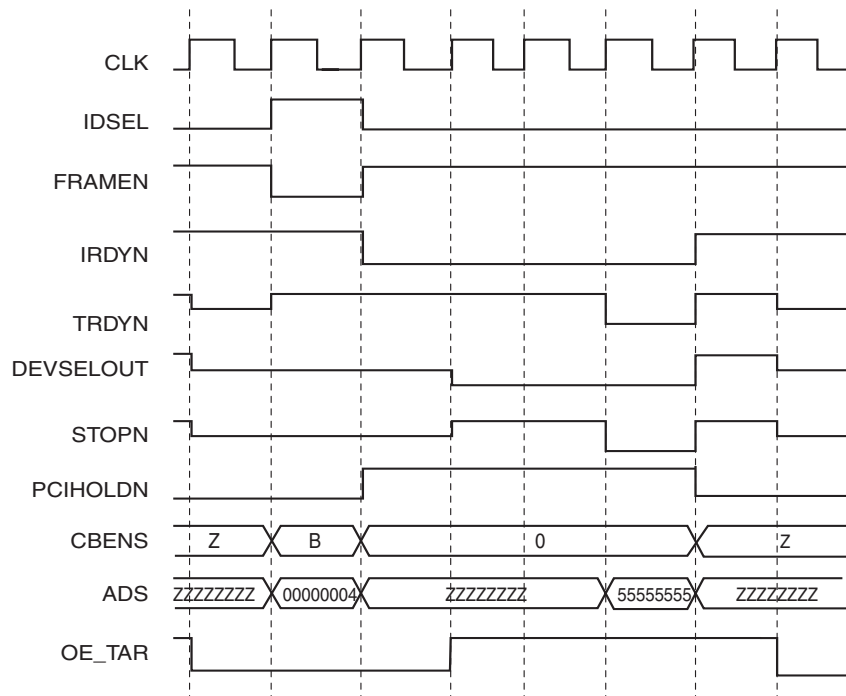 CLK
IDSEL
FRAMEN
IRDYN
TRDYN
DEVSELOUT
STOPN
PCIHOLDN
CBENS Z B 0 Z
ADS ZZZZZZZZ 00000004 ZZZZZZZZ 55555555 ZZZZZZZZ
OE_TAR